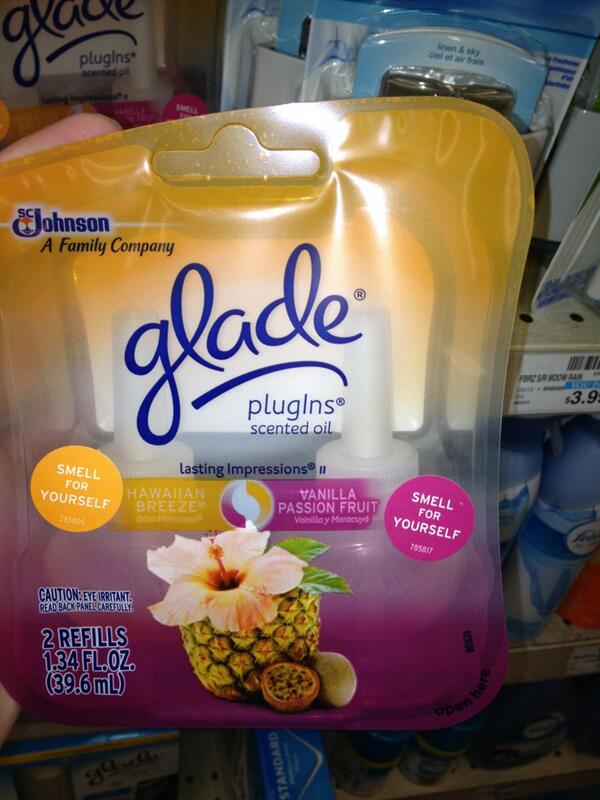 glade
plugIns®
scented oil
lasting Impressions® II
SMELL
linen & sky
ciel et air frais
SC Johnson
A Family Company
glade®
plugIns®
scented oil
lasting Impressions® II
SMELL
FOR
YOURSELF
785806
HAWAIIAN
BREEZE®
Brisa Hawaiana®
VANILLA
PASSION FRUIT
Vainilla y Maracuyá
SMELL
FOR
YOURSELF
785817
CAUTION: EYE IRRITANT.
READ BACK PANEL CAREFULLY.
2 REFILLS
1.34 FL.OZ.
(39.6 mL)
open here
$3.9
glade
STANDARD